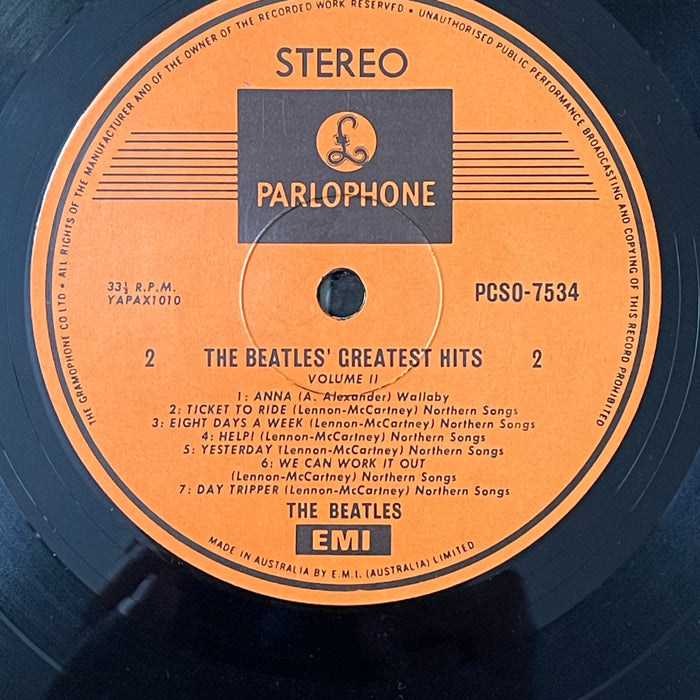 THE GRAMOPHONE CO LTD • ALL RIGHTS OF THE MANUFACTURER AND OF THE OWNER OF THE RECORDED WORK RESERVED • UNAUTHORISED PUBLIC PERFORMANCE BROADCASTING AND COPYING OF THIS RECORD PROHIBITED
STEREO
£
PARLOPHONE
33⅓ R.P.M.
YAPAX1010
PCSO-7534
2 THE BEATLES' GREATEST HITS 2
VOLUME II
1: ANNA (A. Alexander) Wallaby
2: TICKET TO RIDE (Lennon-McCartney) Northern Songs
3: EIGHT DAYS A WEEK (Lennon-McCartney) Northern Songs
4: HELP! (Lennon-McCartney) Northern Songs
5: YESTERDAY (Lennon-McCartney) Northern Songs
6: WE CAN WORK IT OUT
(Lennon-McCartney) Northern Songs
7: DAY TRIPPER (Lennon-McCartney) Northern Songs
THE BEATLES
EMI
MADE IN AUSTRALIA BY E.M.I. (AUSTRALIA) LIMITED